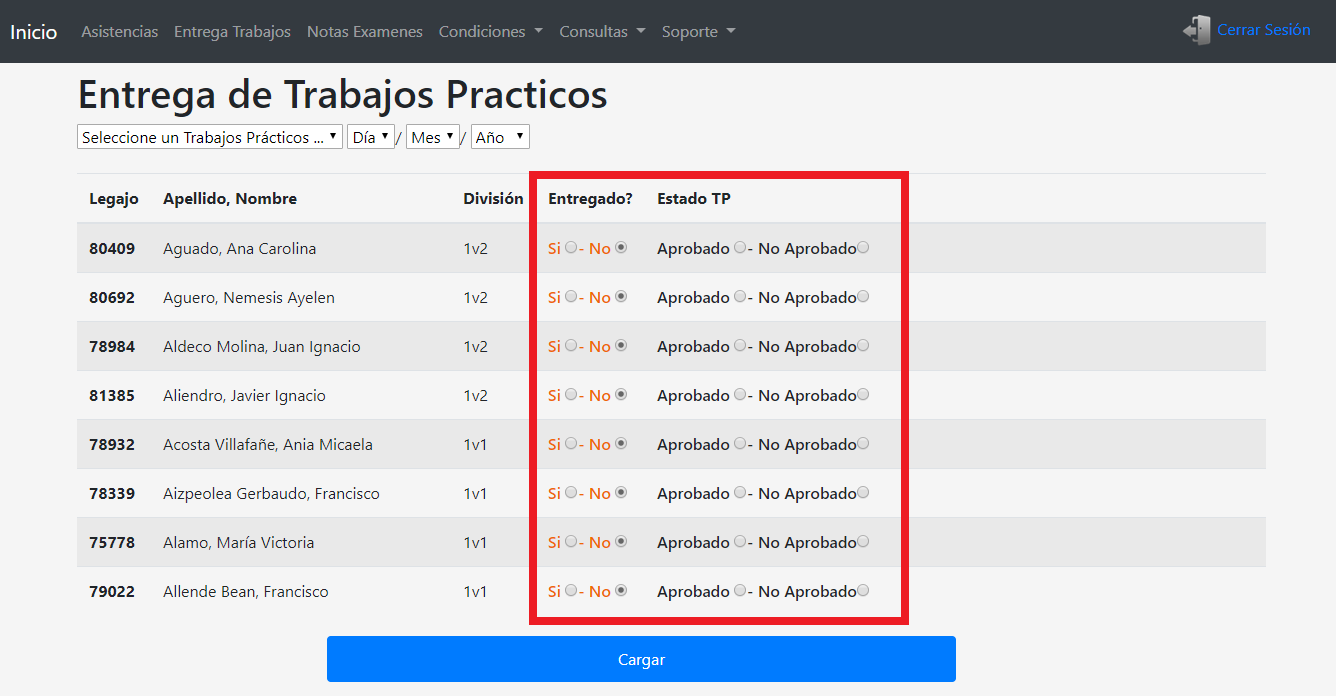 Inicio Asistencias Entrega Trabajos Notas Examenes Condiciones Consultas Soporte Cerrar Sesión
Entrega de Trabajos Practicos
Seleccione un Trabajos Prácticos ... Día / Mes / Año
Legajo Apellido, Nombre División Entregado? Estado TP
80409 Aguado, Ana Carolina 1v2 Si - No Aprobado - No Aprobado
80692 Aguero, Nemesis Ayelen 1v2 Si - No Aprobado - No Aprobado
78984 Aldeco Molina, Juan Ignacio 1v2 Si - No Aprobado - No Aprobado
81385 Aliendro, Javier Ignacio 1v2 Si - No Aprobado - No Aprobado
78932 Acosta Villafañe, Ania Micaela 1v1 Si - No Aprobado - No Aprobado
78339 Aizpeolea Gerbaudo, Francisco 1v1 Si - No Aprobado - No Aprobado
75778 Alamo, María Victoria 1v1 Si - No Aprobado - No Aprobado
79022 Allende Bean, Francisco 1v1 Si - No Aprobado - No Aprobado
Cargar